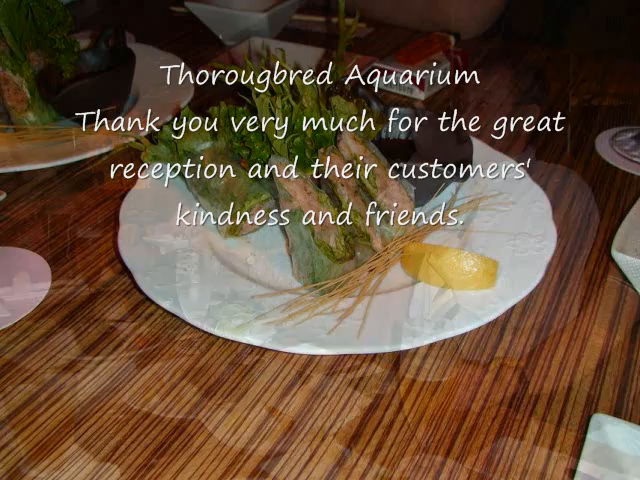 Thorougbred Aquarium
Thank you very much for the great
reception and their customers'
kindness and friends.